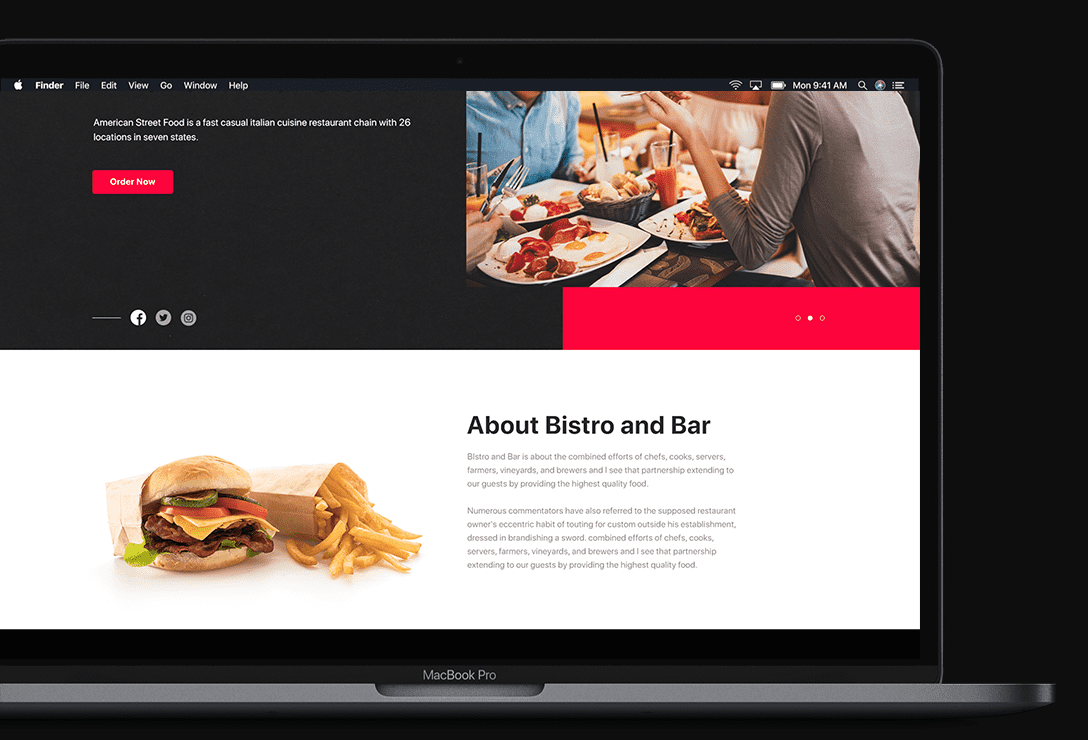 Finder File Edit View Go Window Help Mon 9:41 AM
American Street Food is a fast casual italian cuisine restaurant chain with 26
locations in seven states.
Order Now
About Bistro and Bar
BIstro and Bar is about the combined efforts of chefs, cooks, servers,
farmers, vineyards, and brewers and I see that partnership extending to
our guests by providing the highest quality food.
Numerous commentators have also referred to the supposed restaurant
owner's eccentric habit of touting for custom outside his establishment,
dressed in brandishing a sword. combined efforts of chefs, cooks,
servers, farmers, vineyards, and brewers and I see that partnership
extending to our guests by providing the highest quality food.
MacBook Pro